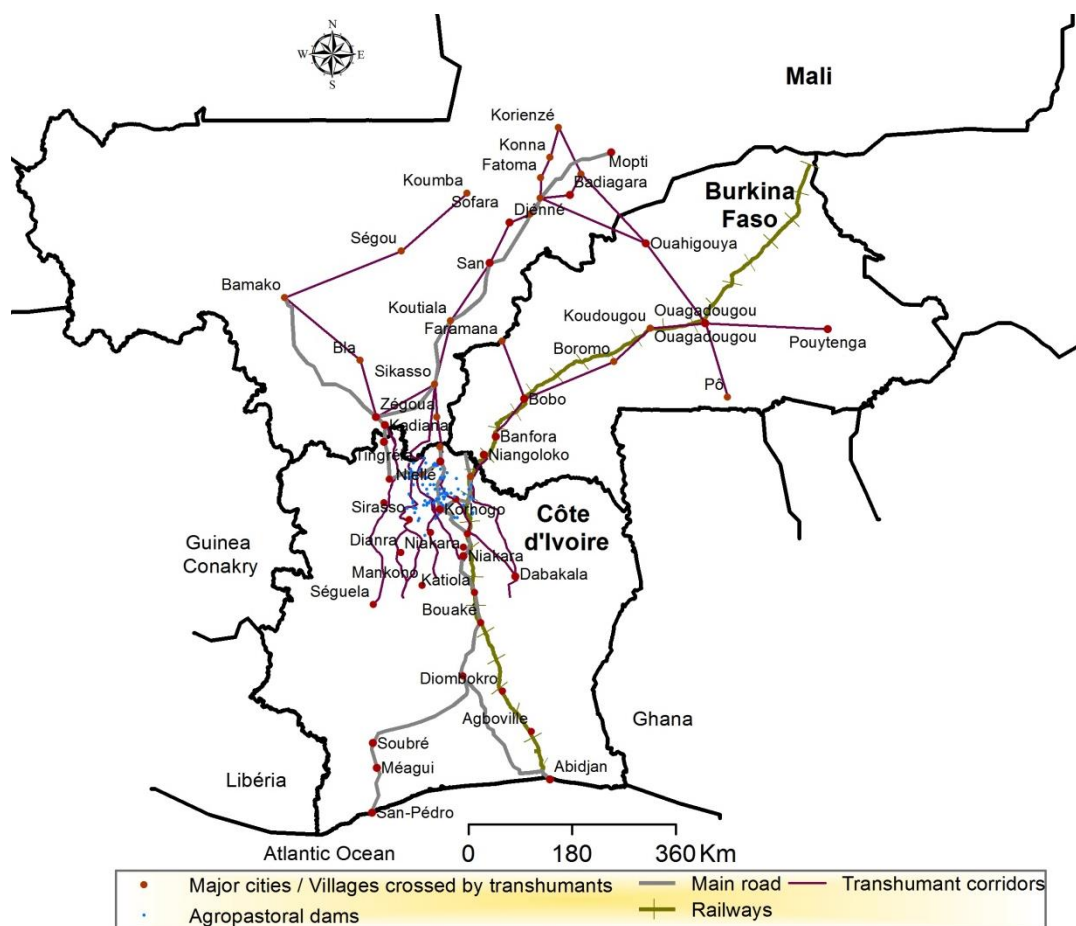 N
W E
S
Mali
Korienzé
Konna
Fatoma
Mopti
Badiagara
Koumba
Sofara
Burkina
Faso
Diénné
Ségou
Ouahigouya
San
Bamako
Koutiala
Koudougou
Ouagadougou
Faramana
Ouagadougou
Pouytenga
Bla
Boromo
Sikasso
Pô
Zégoua
Bobo
Kadiana
Banfora
Tingréla
Niangoloko
Niellé
Sirasso
Korhogo
Côte
d'Ivoire
Dianra
Niakara
Guinea
Conakry
Niakara
Mankono
Katiola
Dabakala
Séguela
Bouaké
Diombokro
Agboville
Ghana
Soubré
Abidjan
Méagui
Libéria
San-Pédro
Atlantic Ocean
0 180 360 Km
Major cities / Villages crossed by transhumants
Main road
Transhumant corridors
Agropastoral dams
Railways